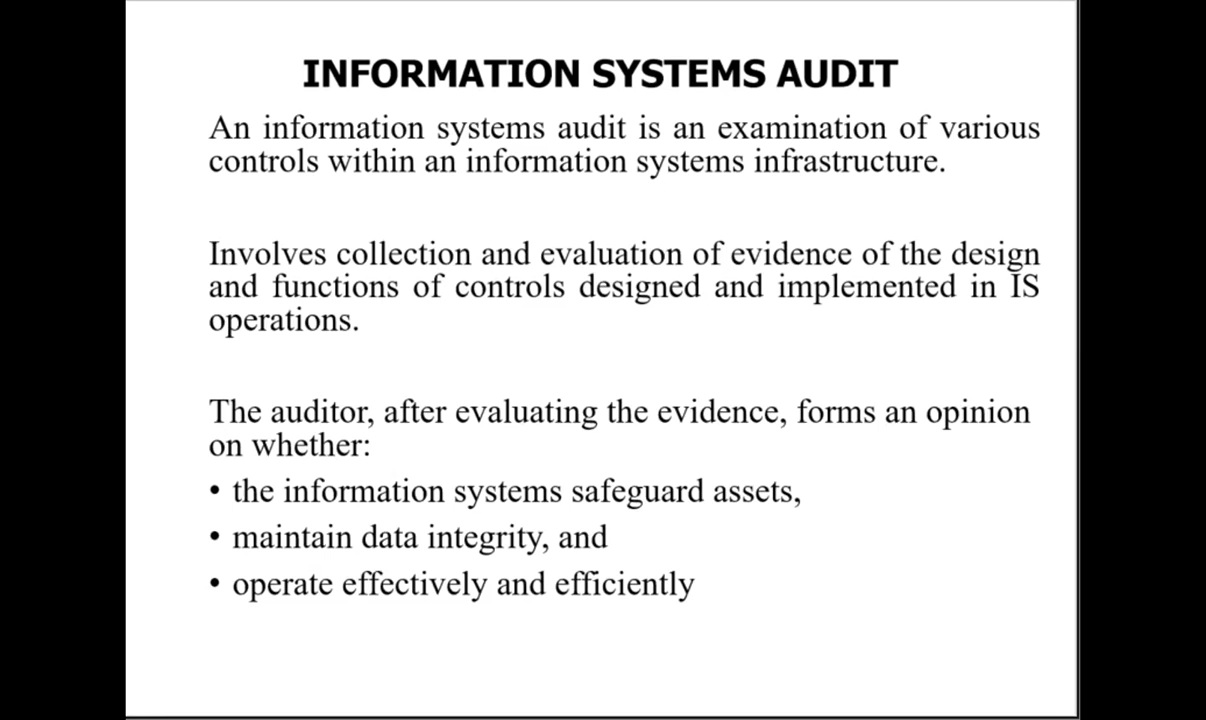 INFORMATION SYSTEMS AUDIT
An information systems audit is an examination of various
controls within an information systems infrastructure.
Involves collection and evaluation of evidence of the design
and functions of controls designed and implemented in IS
operations.
The auditor, after evaluating the evidence, forms an opinion
on whether:
• the information systems safeguard assets,
• maintain data integrity, and
• operate effectively and efficiently